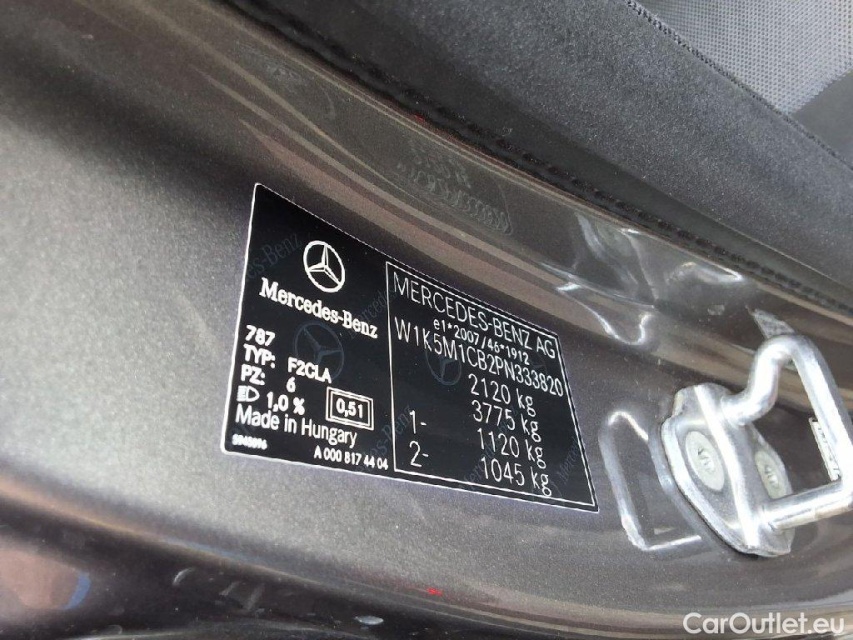 Mercedes-Benz
787
TYP: F2CLA
PZ: 6
1,0 % 0,51
Made in Hungary
A 000 817 44 04
MERCEDES-BENZ AG
e1*2007/46*1912
W1K5M1CB2PN333820
2120 kg
3775 kg
1- 1120 kg
2- 1045 kg
CarOutlet.eu